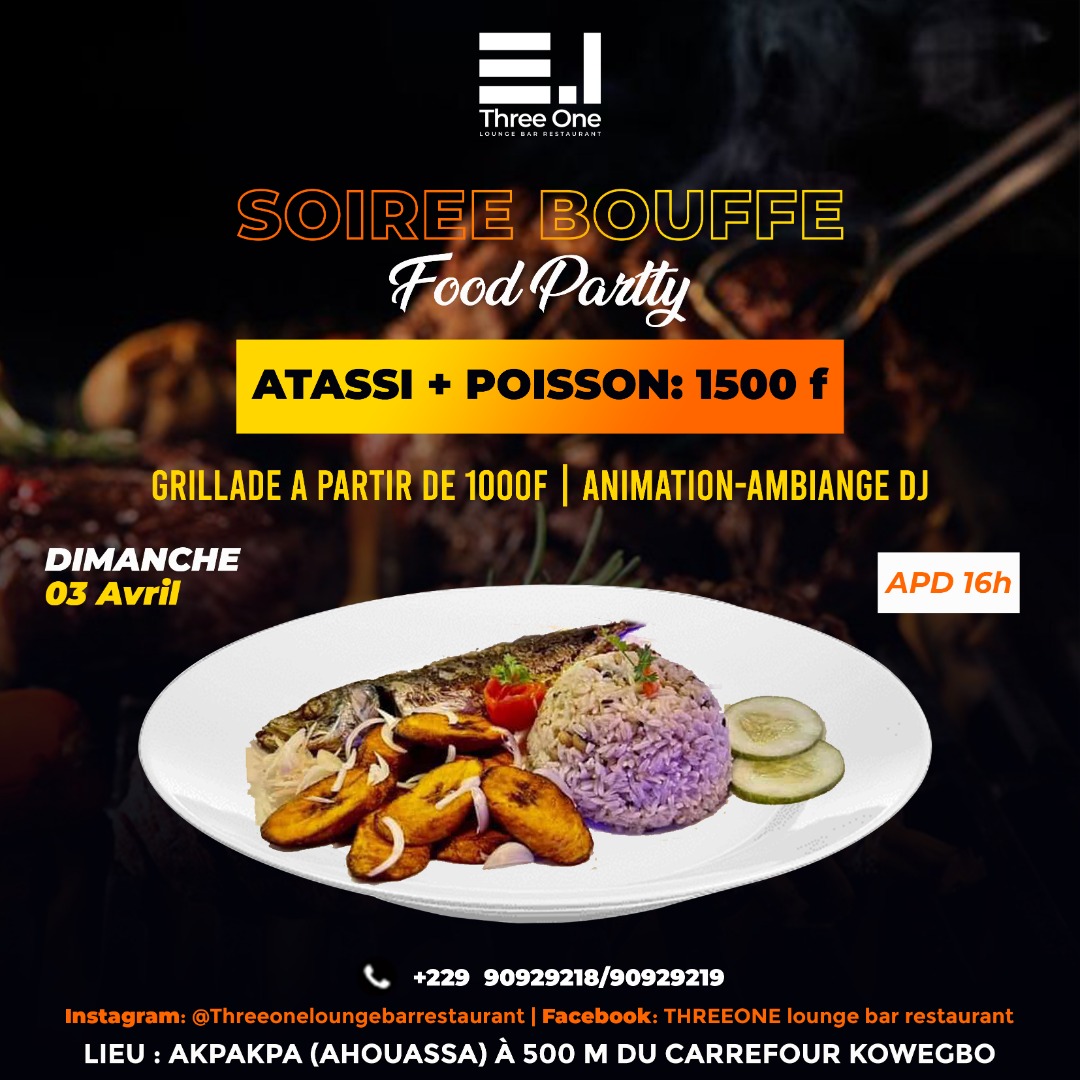 Three One
LOUNGE BAR RESTAURANT
SOIREE BOUFFE
Food Partty
ATASSI + POISSON: 1500 f
GRILLADE A PARTIR DE 1000F | ANIMATION-AMBIANGE DJ
DIMANCHE
03 Avril
APD 16h
+229 90929218/90929219
Instagram: @Threeoneloungebarrestaurant | Facebook: THREEONE lounge bar restaurant
LIEU : AKPAKPA (AHOUASSA) À 500 M DU CARREFOUR KOWEGBO